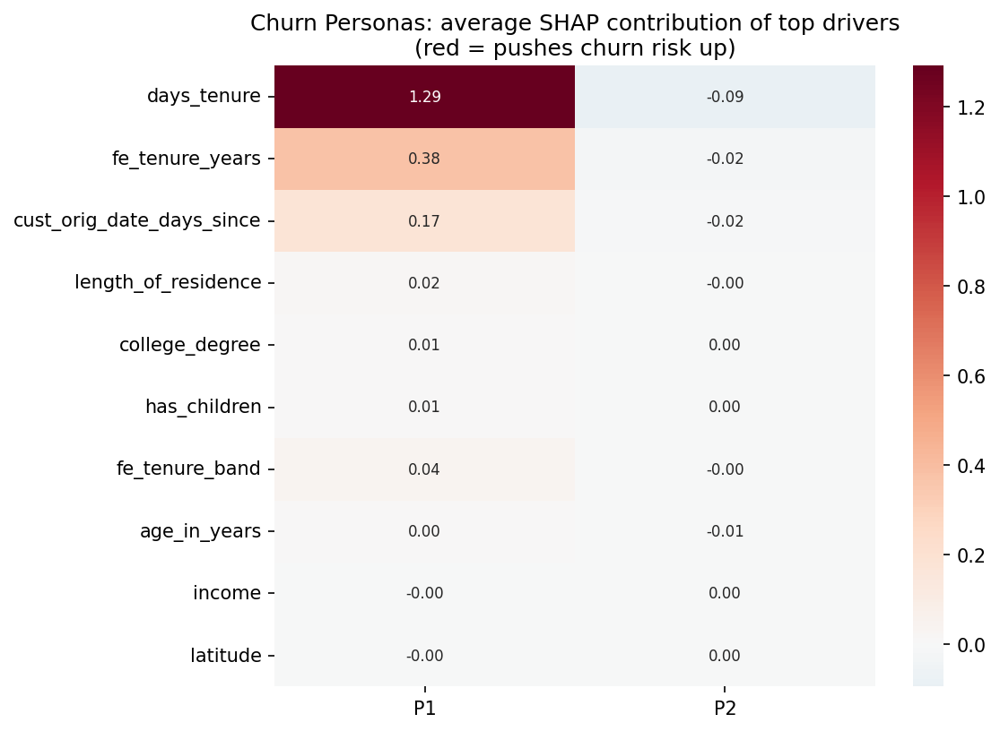 Churn Personas: average SHAP contribution of top drivers
(red = pushes churn risk up)
days_tenure 1.29 -0.09
fe_tenure_years 0.38 -0.02
cust_orig_date_days_since 0.17 -0.02
length_of_residence 0.02 -0.00
college_degree 0.01 0.00
has_children 0.01 0.00
fe_tenure_band 0.04 -0.00
age_in_years 0.00 -0.01
income -0.00 0.00
latitude -0.00 0.00
P1 P2
1.2
1.0
0.8
0.6
0.4
0.2
0.0